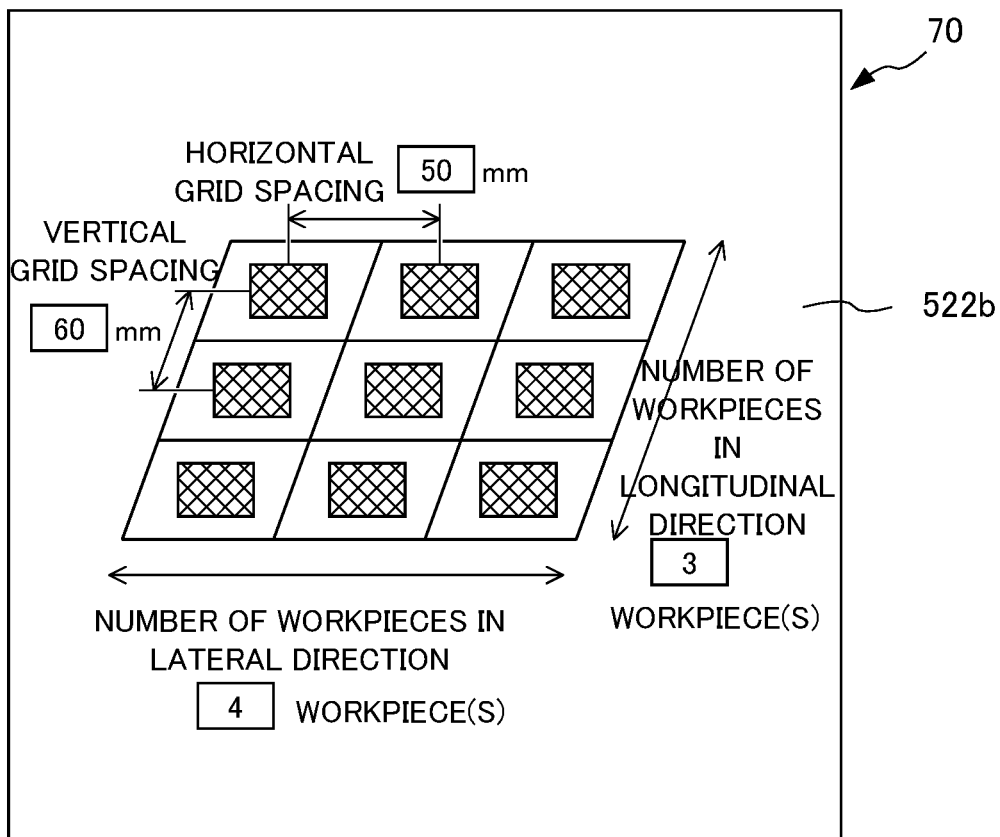 70
HORIZONTAL
GRID SPACING
50 mm
VERTICAL
GRID SPACING
60 mm
522b
NUMBER OF
WORKPIECES
IN
LONGITUDINAL
DIRECTION
3
WORKPIECE(S)
NUMBER OF WORKPIECES IN
LATERAL DIRECTION
4 WORKPIECE(S)